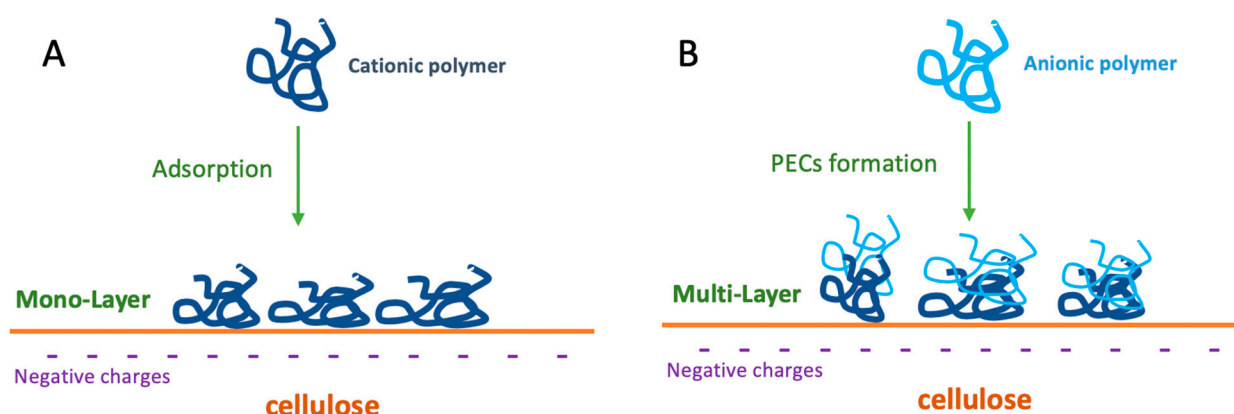 A
Cationic polymer
Adsorption
Mono-Layer
Negative charges
cellulose
B
Anionic polymer
PECs formation
Multi-Layer
Negative charges
cellulose